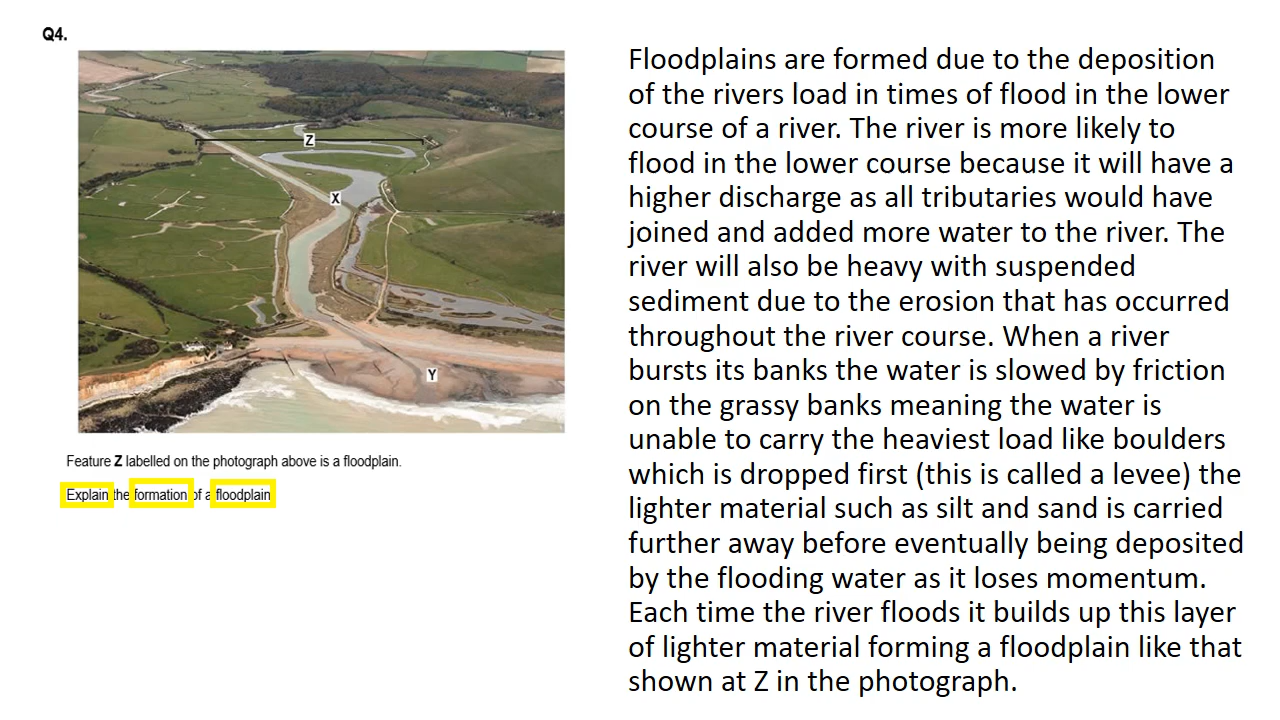 Q4.
Z
X
Y
Feature Z labelled on the photograph above is a floodplain.
Explain the formation of a floodplain
Floodplains are formed due to the deposition
of the rivers load in times of flood in the lower
course of a river. The river is more likely to
flood in the lower course because it will have a
higher discharge as all tributaries would have
joined and added more water to the river. The
river will also be heavy with suspended
sediment due to the erosion that has occurred
throughout the river course. When a river
bursts its banks the water is slowed by friction
on the grassy banks meaning the water is
unable to carry the heaviest load like boulders
which is dropped first (this is called a levee) the
lighter material such as silt and sand is carried
further away before eventually being deposited
by the flooding water as it loses momentum.
Each time the river floods it builds up this layer
of lighter material forming a floodplain like that
shown at Z in the photograph.